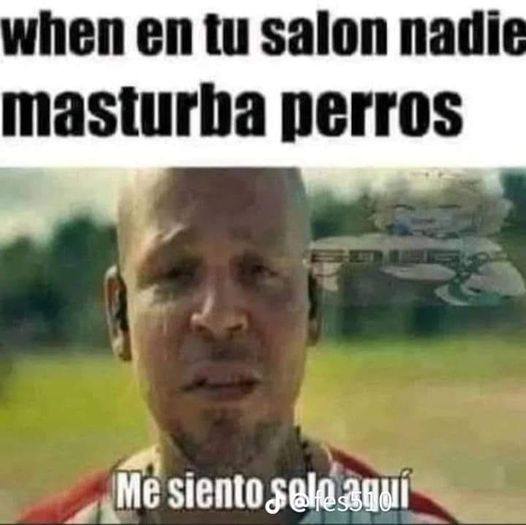 when en tu salon nadie
masturba perros
Me siento solo aquí
@fes510